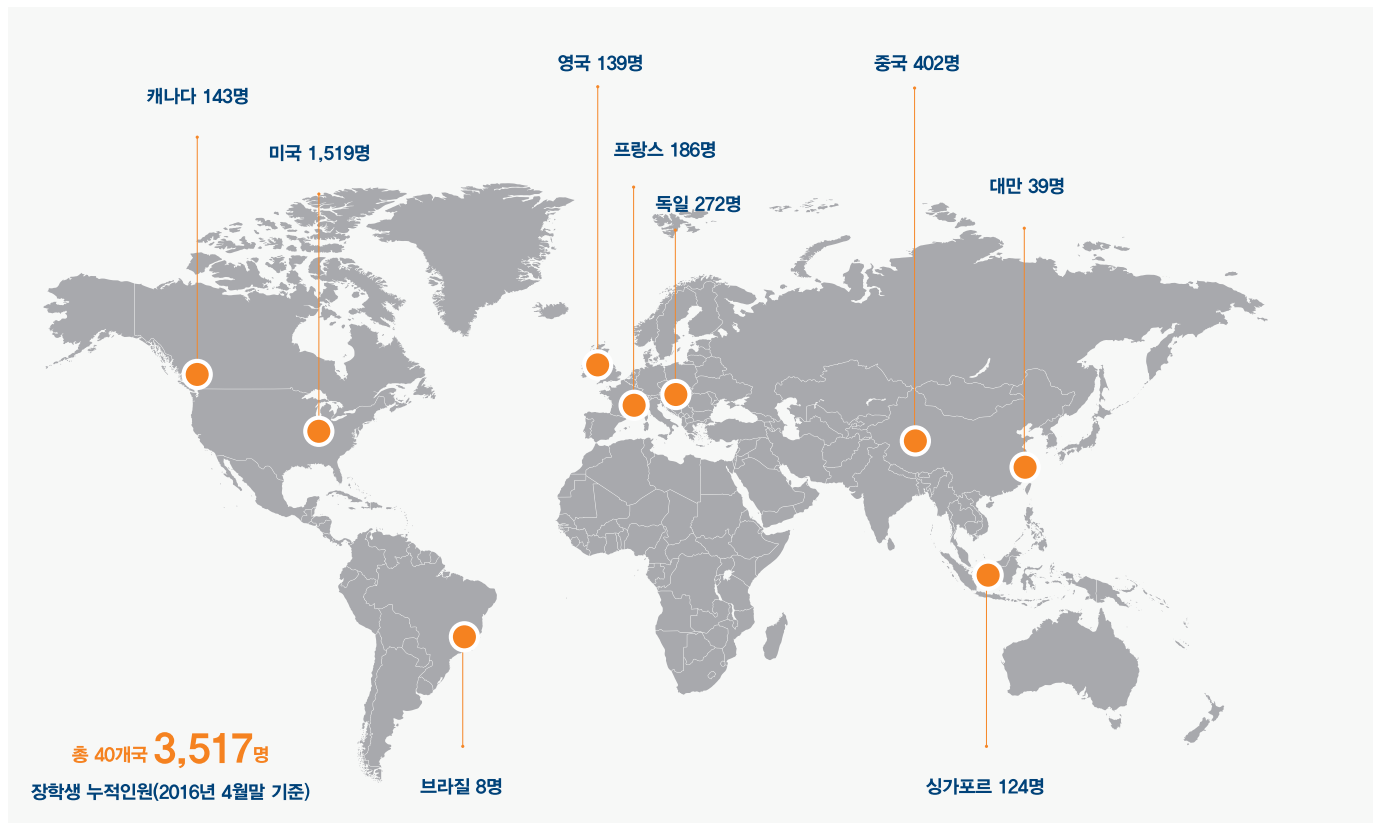 영국 139명
중국 402명
캐나다 143명
미국 1,519명
프랑스 186명
대만 39명
독일 272명
총 40개국 3,517명
장학생 누적인원(2016년 4월말 기준)
브라질 8명
싱가포르 124명